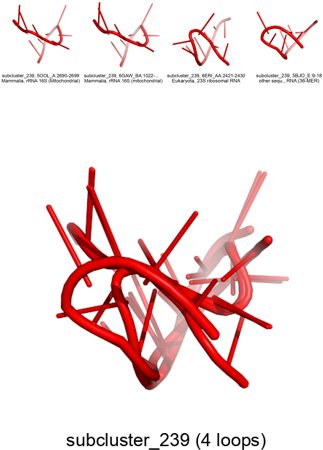 subcluster_239, 5OOL_A:2690-2699
Mammalia, rRNA 16S (mitochondrial)
subcluster_239, 6GAW_BA:1022-...
Mammalia, rRNA 16S (mitochondrial)
subcluster_239, 8ERI_AA:2421-2430
Eukaryota, 23S ribosomal RNA
subcluster_239, 5BJO_E:9-18
other sequ... RNA (36-MER)
subcluster_239 (4 loops)